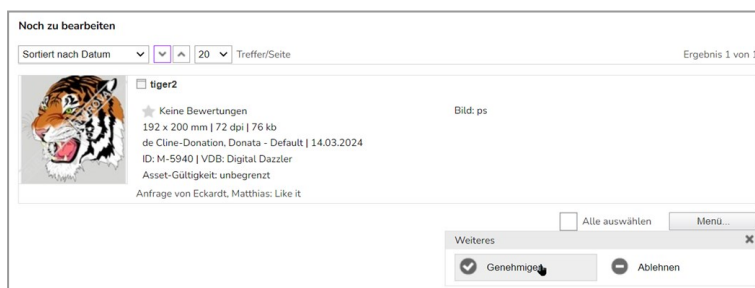 Noch zu bearbeiten
Sortiert nach Datum 20 Treffer/Seite Ergebnis 1 von 1
tiger2
Keine Bewertungen Bild: ps
192 x 200 mm | 72 dpi | 76 kb
de Cline-Donation, Donata - Default | 14.03.2024
ID: M-5940 | VDB: Digital Dazzler
Asset-Gültigkeit: unbegrenzt
Anfrage von Eckardt, Matthias: Like it
Alle auswählen Menü...
Weiteres
Genehmigen Ablehnen